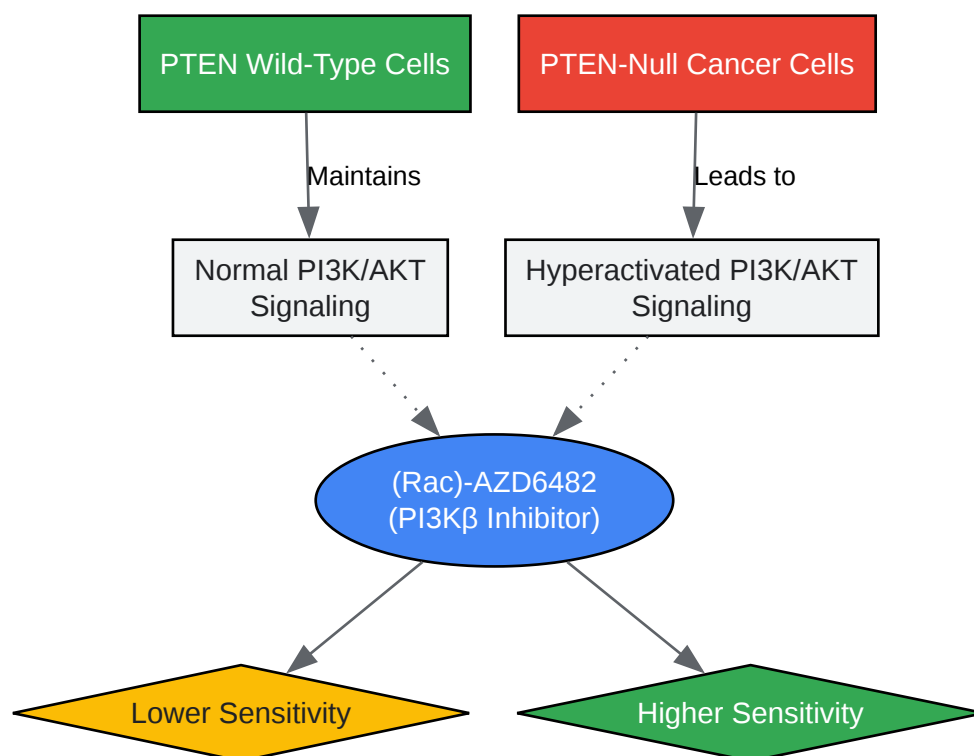 PTEN Wild-Type Cells
PTEN-Null Cancer Cells
Maintains
Leads to
Normal PI3K/AKT
Signaling
Hyperactivated PI3K/AKT
Signaling
(Rac)-AZD6482
(PI3Kβ Inhibitor)
Lower Sensitivity
Higher Sensitivity